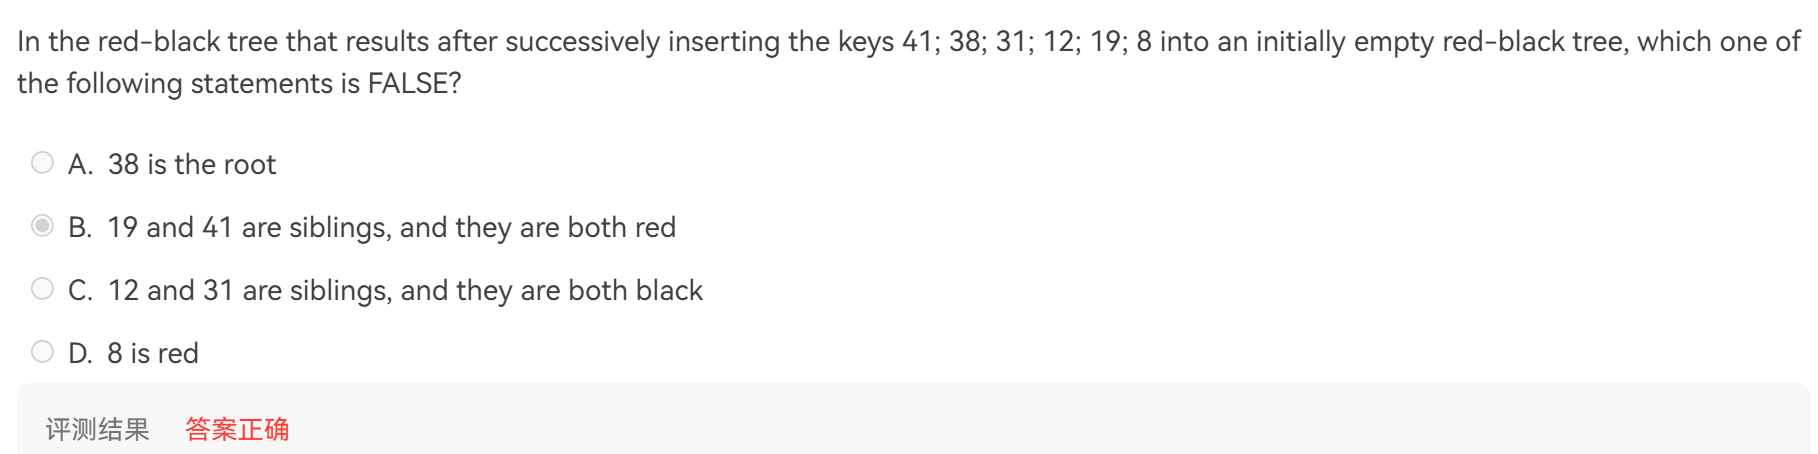 In the red-black tree that results after successively inserting the keys 41; 38; 31; 12; 19; 8 into an initially empty red-black tree, which one of
the following statements is FALSE?
A. 38 is the root
B. 19 and 41 are siblings, and they are both red
C. 12 and 31 are siblings, and they are both black
D. 8 is red
评测结果 答案正确